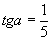 tga = 1/5